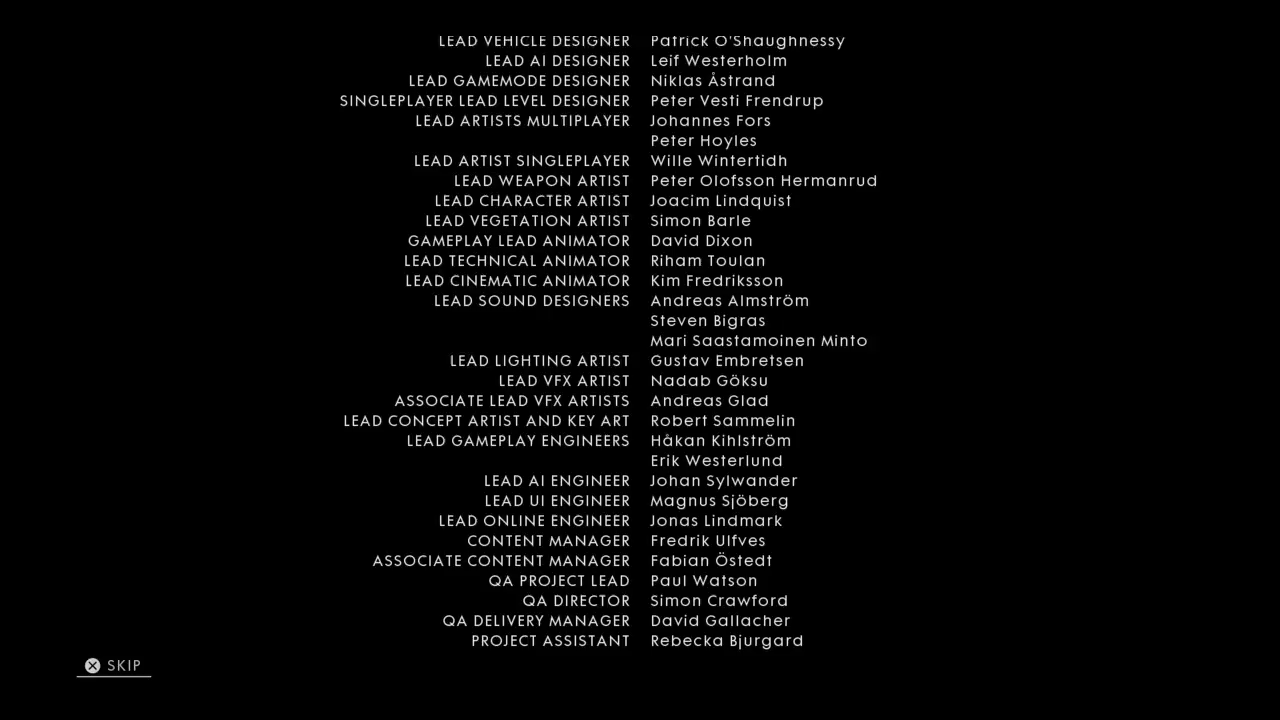 LEAD VEHICLE DESIGNER Patrick O'Shaughnessy
LEAD AI DESIGNER Leif Westerholm
LEAD GAMEMODE DESIGNER Niklas Åstrand
SINGLEPLAYER LEAD LEVEL DESIGNER Peter Vesti Frendrup
LEAD ARTISTS MULTIPLAYER Johannes Fors
Peter Hoyles
LEAD ARTIST SINGLEPLAYER Wille Wintertidh
LEAD WEAPON ARTIST Peter Olofsson Hermanrud
LEAD CHARACTER ARTIST Joacim Lindquist
LEAD VEGETATION ARTIST Simon Barle
GAMEPLAY LEAD ANIMATOR David Dixon
LEAD TECHNICAL ANIMATOR Riham Toulan
LEAD CINEMATIC ANIMATOR Kim Fredriksson
LEAD SOUND DESIGNERS Andreas Almström
Steven Bigras
Mari Saastamoinen Minto
LEAD LIGHTING ARTIST Gustav Embretsen
LEAD VFX ARTIST Nadab Göksu
ASSOCIATE LEAD VFX ARTISTS Andreas Glad
LEAD CONCEPT ARTIST AND KEY ART Robert Sammelin
LEAD GAMEPLAY ENGINEERS Håkan Kihlström
Erik Westerlund
LEAD AI ENGINEER Johan Sylwander
LEAD UI ENGINEER Magnus Sjöberg
LEAD ONLINE ENGINEER Jonas Lindmark
CONTENT MANAGER Fredrik Ulfves
ASSOCIATE CONTENT MANAGER Fabian Östedt
QA PROJECT LEAD Paul Watson
QA DIRECTOR Simon Crawford
QA DELIVERY MANAGER David Gallacher
PROJECT ASSISTANT Rebecka Bjurgard
SKIP